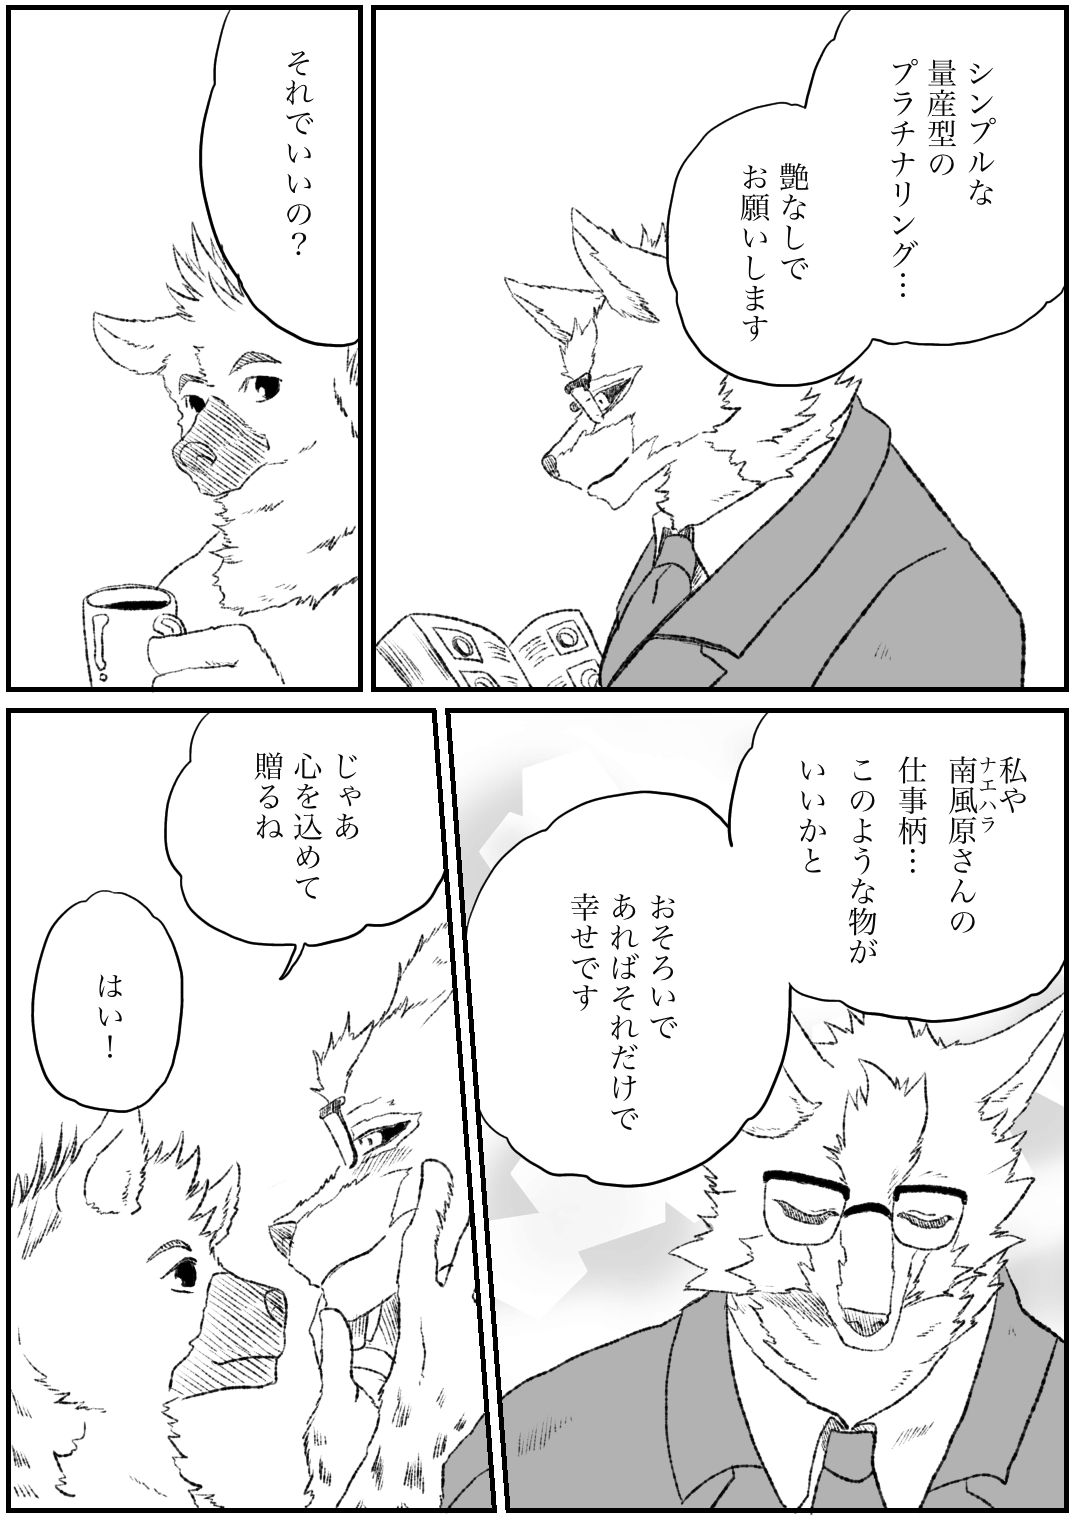 シンプルな
量産型の
プラチナリング…
艶なしで
お願いします
それでいいの?
私や
南風原さんの
ナエハラ
仕事柄…
このような物が
いいかと
おそろいで
あればそれだけで
幸せです
じゃあ
心を込めて
贈るね
はい!